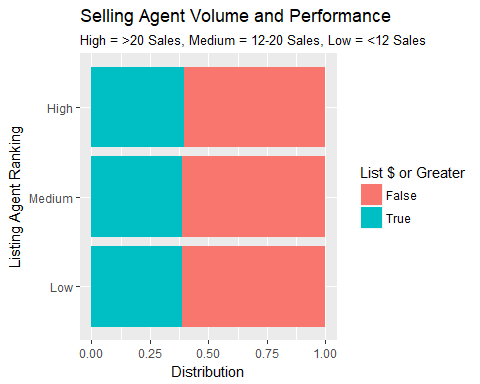 Selling Agent Volume and Performance
High = >20 Sales, Medium = 12-20 Sales, Low = <12 Sales
Listing Agent Ranking
High
Medium
Low
0.00 0.25 0.50 0.75 1.00
Distribution
List $ or Greater
False
True